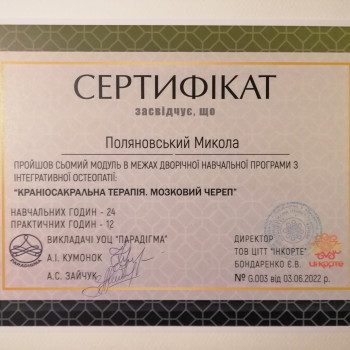 СЕРТИФІКАТ
засвідчує, що
Поляновський Микола
ПРОЙШОВ СЬОМИЙ МОДУЛЬ В МЕЖАХ ДВОРІЧНОЇ НАВЧАЛЬНОЇ ПРОГРАМИ З
ІНТЕГРАТИВНОЇ ОСТЕОПАТІЇ:
"КРАНІОСАКРАЛЬНА ТЕРАПІЯ. МОЗКОВИЙ ЧЕРЕП"
НАВЧАЛЬНИХ ГОДИН - 24
ПРАКТИЧНИХ ГОДИН - 12
ВИКЛАДАЧІ УОЦ "ПАРАДІГМА"
А.І. КУМОНОК
А.С. ЗАЙЧУК
ДИРЕКТОР
ТОВ ЦІТТ "ІНКОРТЕ"
БОНДАРЕНКО Є.В.
№ G.003 від 03.06.2022 р.
інкорте